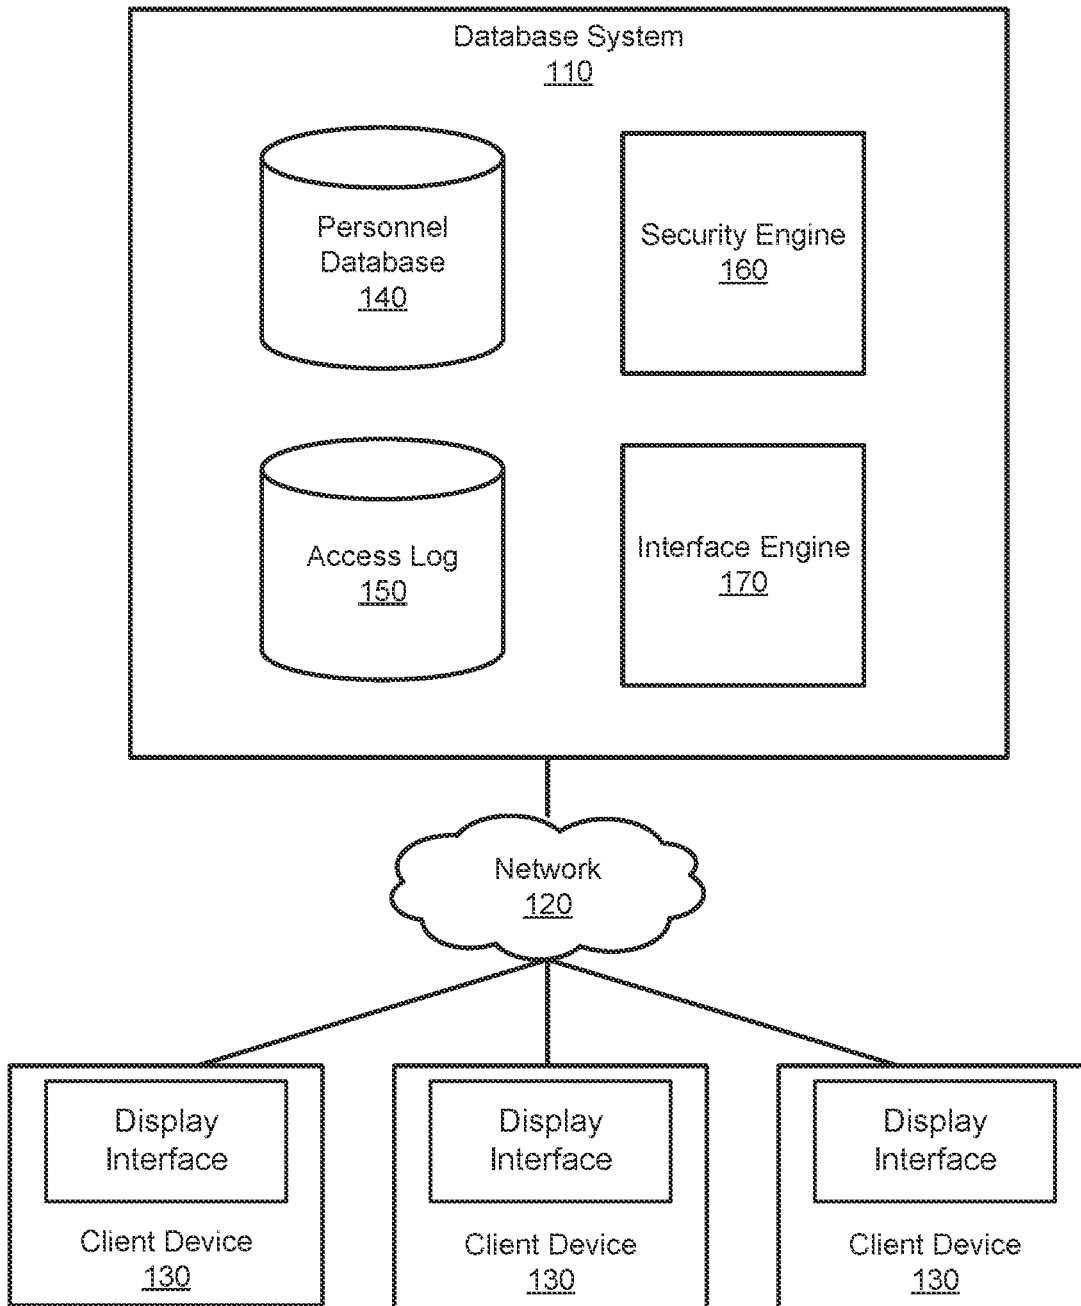 Database System
110
Personnel
Database
140
Security Engine
160
Access Log
150
Interface Engine
170
Network
120
Display
Interface
Client Device
130
Display
Interface
Client Device
130
Display
Interface
Client Device
130